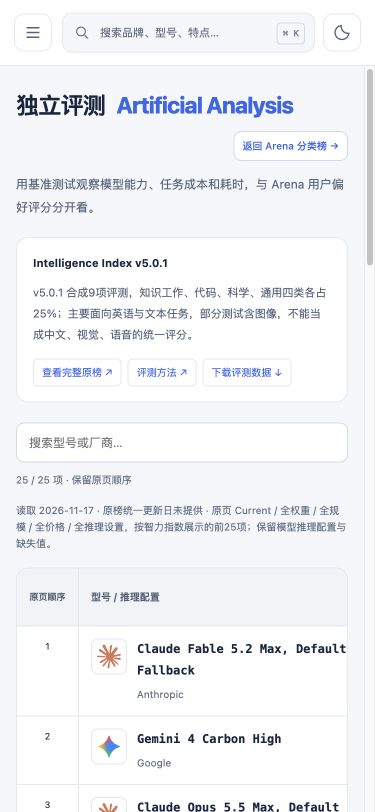 搜索品牌、型号、特点...
⌘ K
独立评测 Artificial Analysis
返回 Arena 分类榜 →
用基准测试观察模型能力、任务成本和耗时，与 Arena 用户偏
好评分分开看。
Intelligence Index v5.0.1
v5.0.1 合成9项评测，知识工作、代码、科学、通用四类各占
25%；主要面向英语与文本任务，部分测试含图像，不能当
成中文、视觉、语音的统一评分。
查看完整原榜 ↗
评测方法 ↗
下载评测数据 ↓
搜索型号或厂商...
25 / 25 项 · 保留原页顺序
读取 2026-11-17 · 原榜统一更新日未提供 · 原页 Current / 全权重 / 全规
模 / 全价格 / 全推理设置，按智力指数展示的前25项；保留模型推理配置与
缺失值。
原页顺序
型号 / 推理配置
1
Claude Fable 5.2 Max, Default
Fallback
Anthropic
2
Gemini 4 Carbon High
Google
3
Claude Opus 5.5 Max, Default